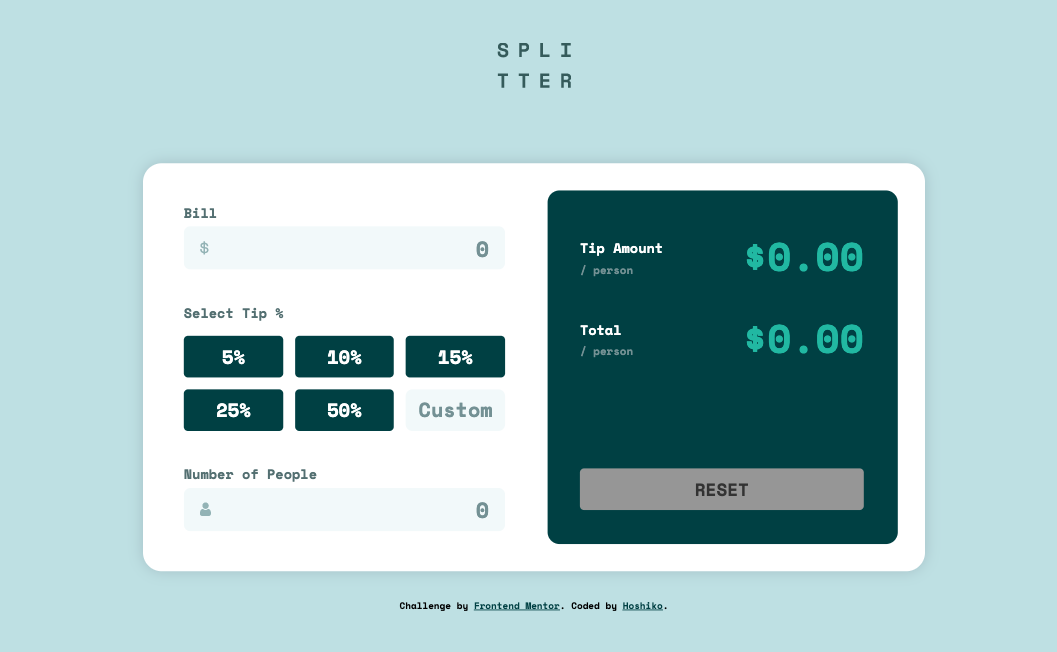 SPLI
TTER
Bill
$ 0
Select Tip %
5% 10% 15%
25% 50% Custom
Number of People
0
Tip Amount
/ person
$0.00
Total
/ person
$0.00
RESET
Challenge by Frontend Mentor. Coded by Hoshiko.